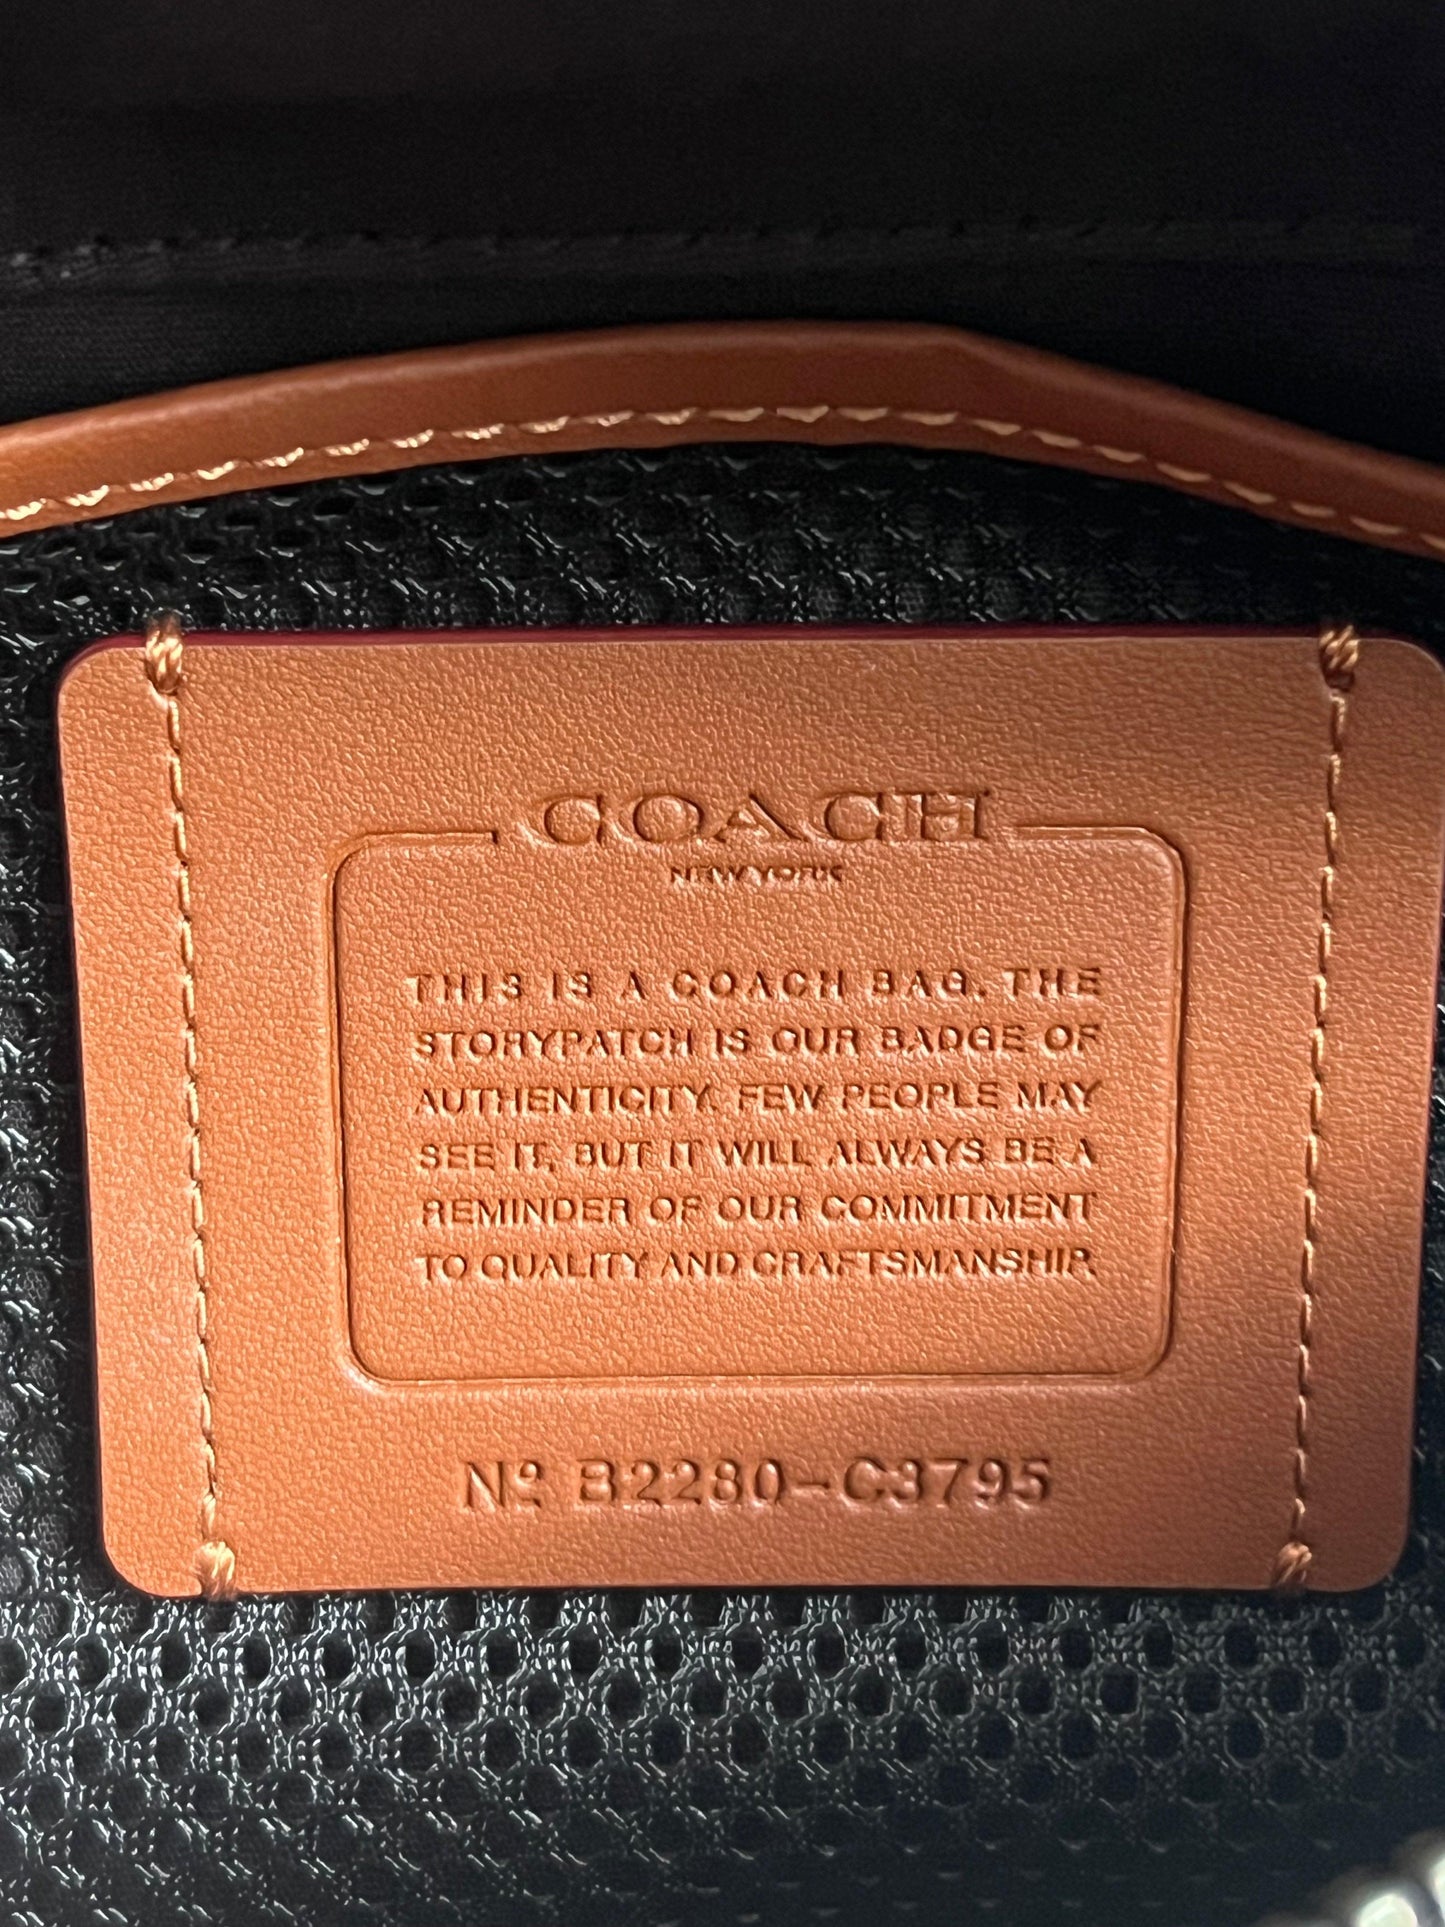 COACH
NEW YORK
THIS IS A COACH BAG. THE
STORYPATCH IS OUR BADGE OF
AUTHENTICITY. FEW PEOPLE MAY
SEE IT, BUT IT WILL ALWAYS BE A
REMINDER OF OUR COMMITMENT
TO QUALITY AND CRAFTSMANSHIP.
Nº B2280-C3795